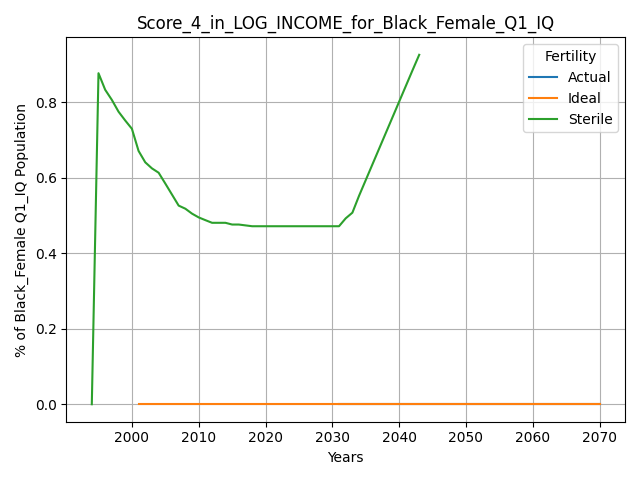 Score_4_in_LOG_INCOME_for_Black_Female_Q1_IQ
% of Black_Female Q1_IQ Population
0.8
0.6
0.4
0.2
0.0
Fertility
Actual
Ideal
Sterile
2000 2010 2020 2030 2040 2050 2060 2070
Years